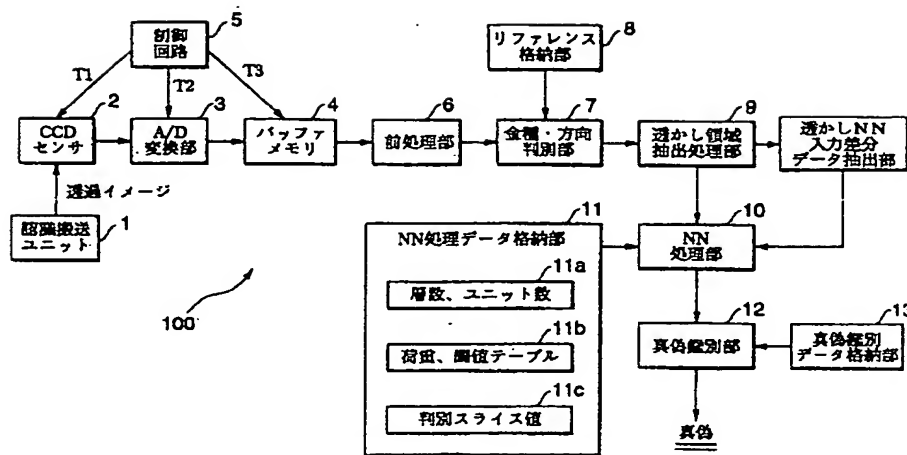 5
制御
回路
8
リファレンス
格納部
T1
T2
T3
2
CCD
センサ
3
A/D
変換部
4
バッファ
メモリ
6
前処理部
7
金種・方向
判別部
9
透かし領域
抽出処理部
透かしNN
入力差分
データ抽出部
透過イメージ
1
搬送
ユニット
11
NN処理データ格納部
10
NN
処理部
11a
層数、ユニット数
100
11b
荷重、閾値テーブル
12
真偽鑑別部
13
真偽鑑別
データ格納部
11c
判別スライス値
真偽